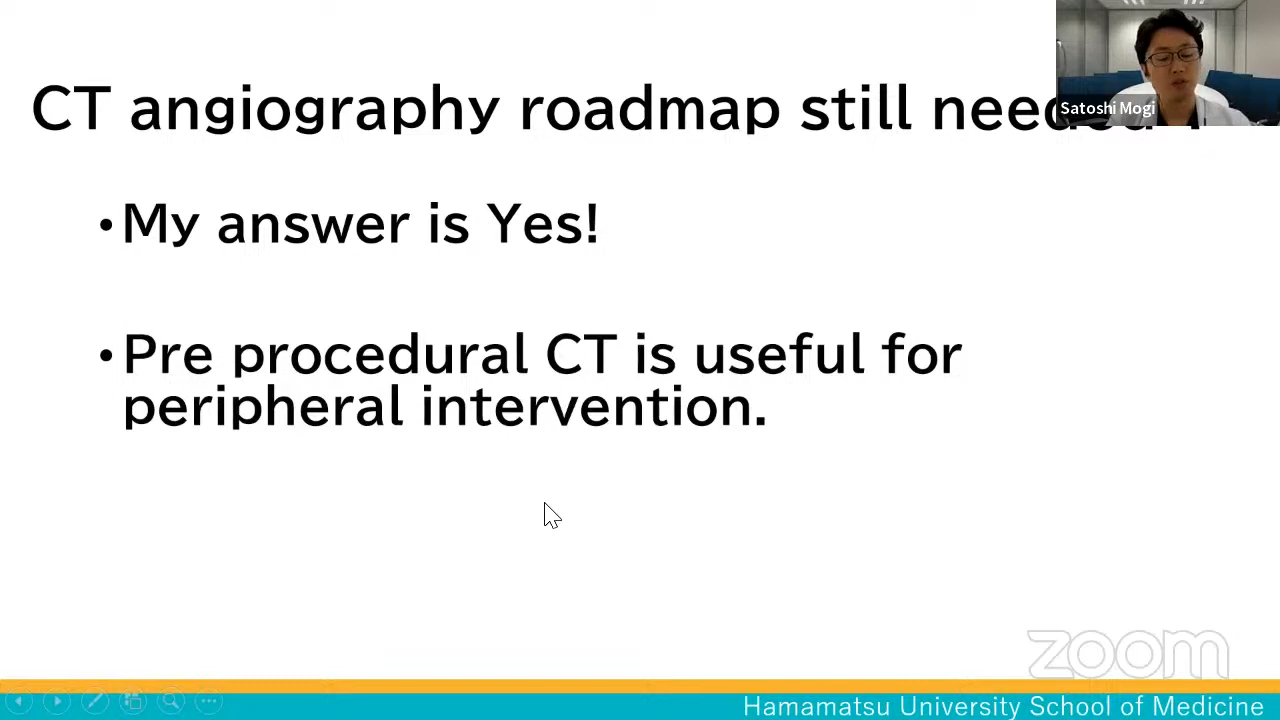 CT angiography roadmap still needed
Satoshi Mogi
•My answer is Yes!
•Pre procedural CT is useful for
peripheral intervention.
zoom
Hamamatsu University School of Medicine